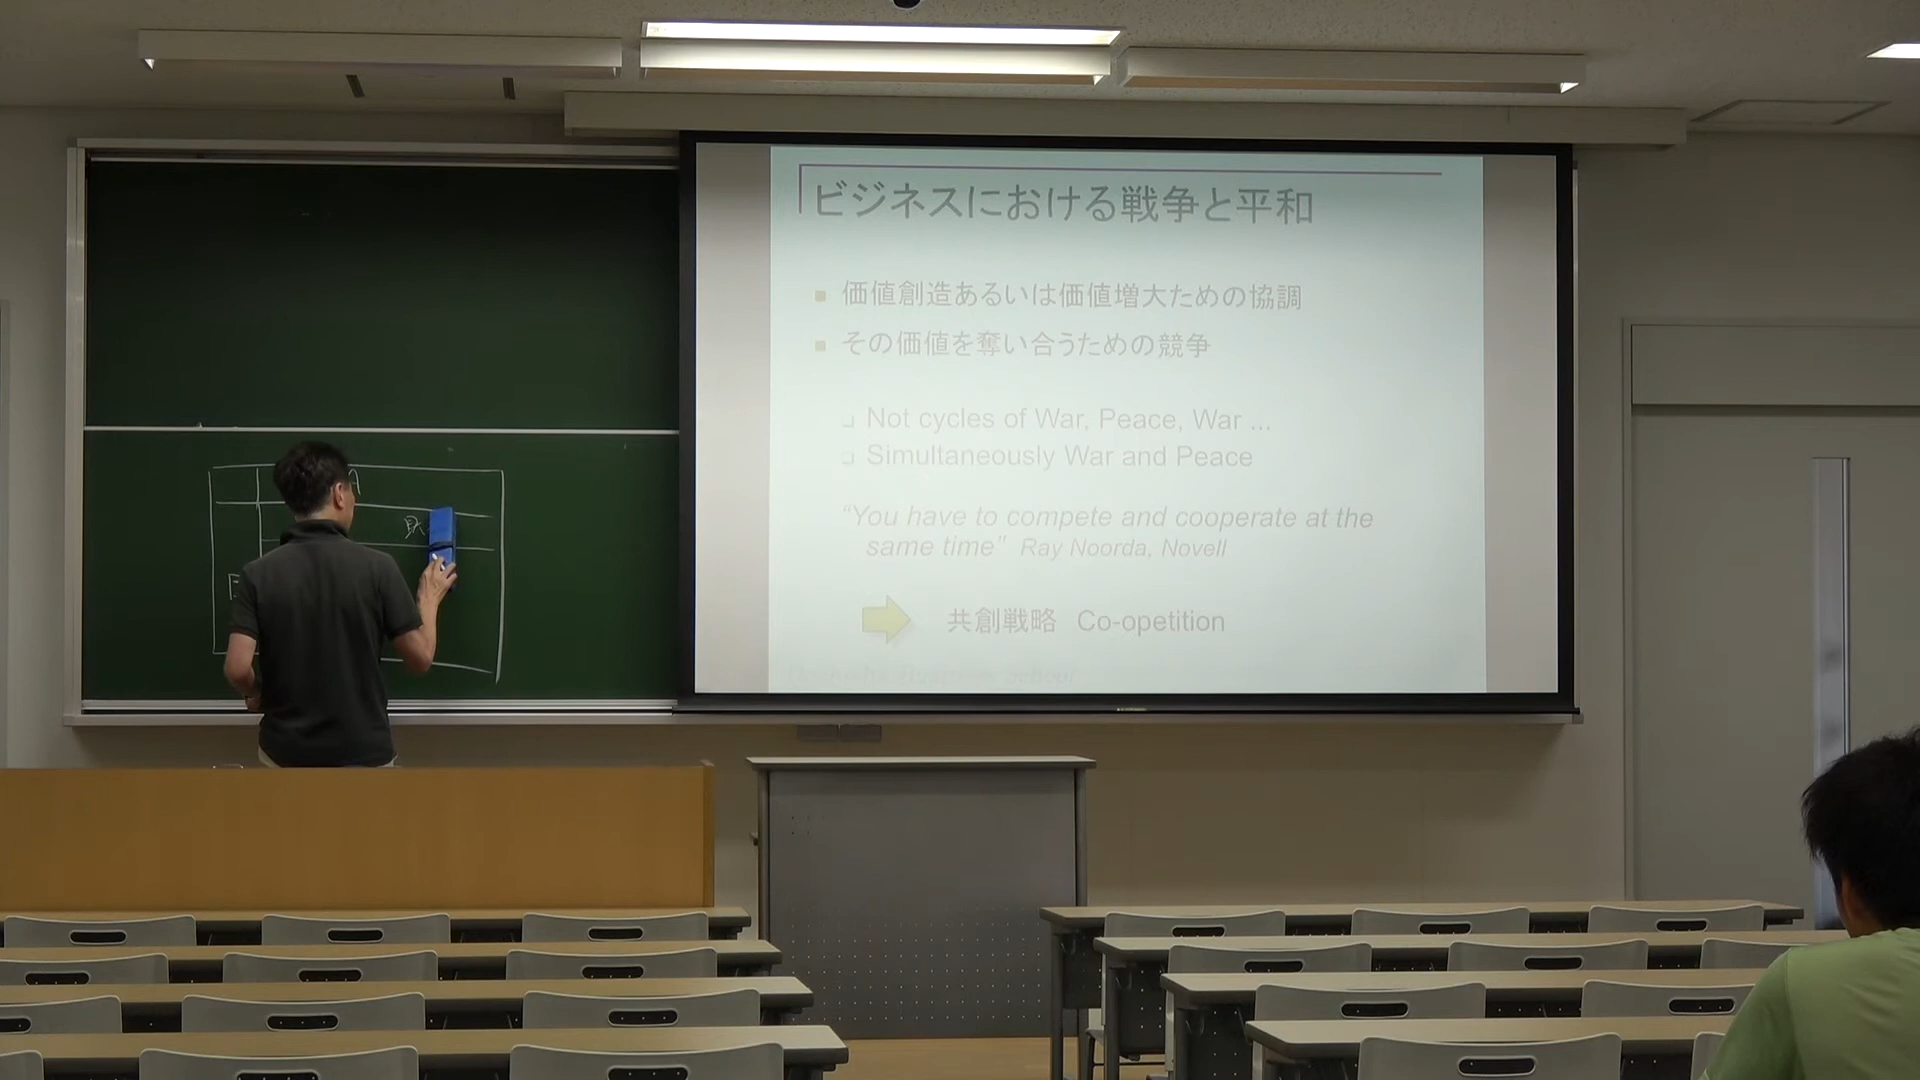 ビジネスにおける戦争と平和
価値創造あるいは価値増大ための協調
その価値を奪い合うための競争
Not cycles of War, Peace, War ...
Simultaneously War and Peace
“You have to compete and cooperate at the
same time” Ray Noorda, Novell
共創戦略 Co-opetition